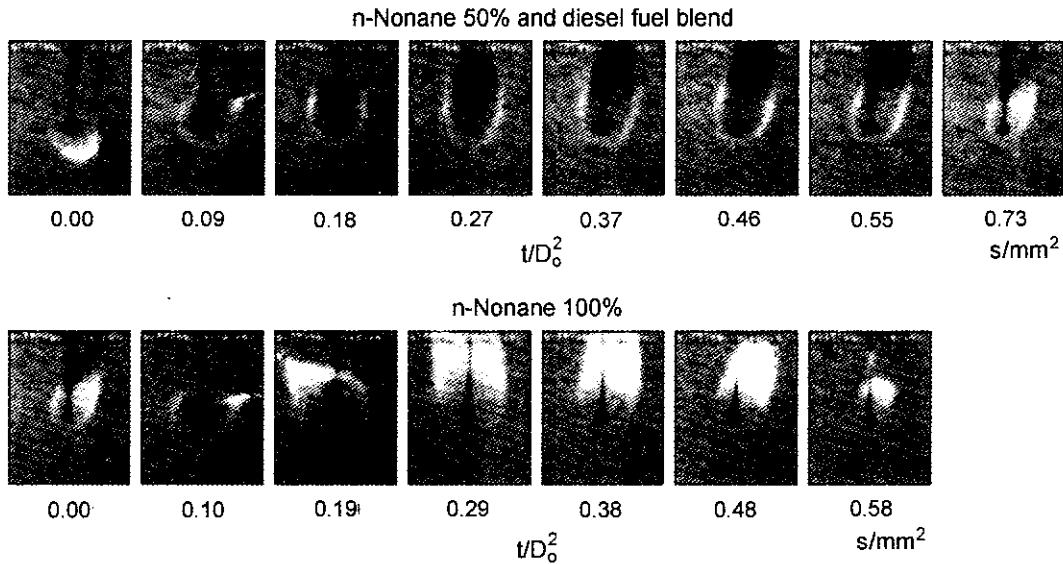 n-Nonane 50% and diesel fuel blend
0.00 0.09 0.18 0.27 0.37 0.46 0.55 0.73
t/D₀² s/mm²
n-Nonane 100%
0.00 0.10 0.19 0.29 0.38 0.48 0.58
t/D₀² s/mm²